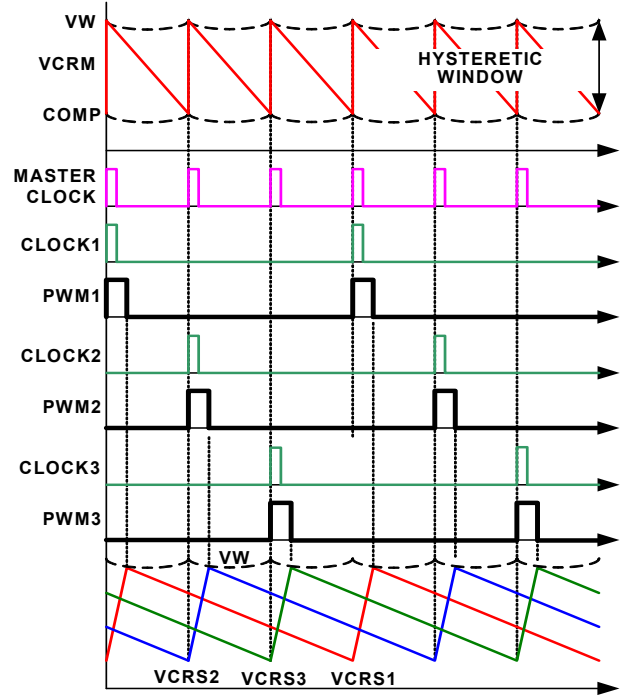 VW
VCRM
HYSTERETIC
WINDOW
COMP
MASTER
CLOCK
CLOCK1
PWM1
CLOCK2
PWM2
CLOCK3
PWM3
VW
VCRS2 VCRS3 VCRS1